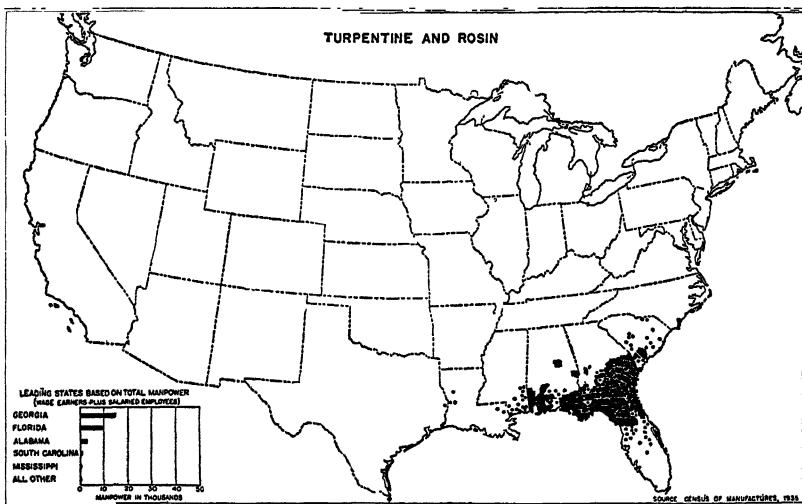 TURPENTINE AND ROSIN
LEADING STATES BASED ON TOTAL MANPOWER
(WAGE EARNERS PLUS SALARIED EMPLOYEES)
GEORGIA
FLORIDA
ALABAMA
SOUTH CAROLINA
MISSISSIPPI
ALL OTHER
0 10 20 30 40 50
MANPOWER IN THOUSANDS
SOURCE CENSUS OF MANUFACTURES,